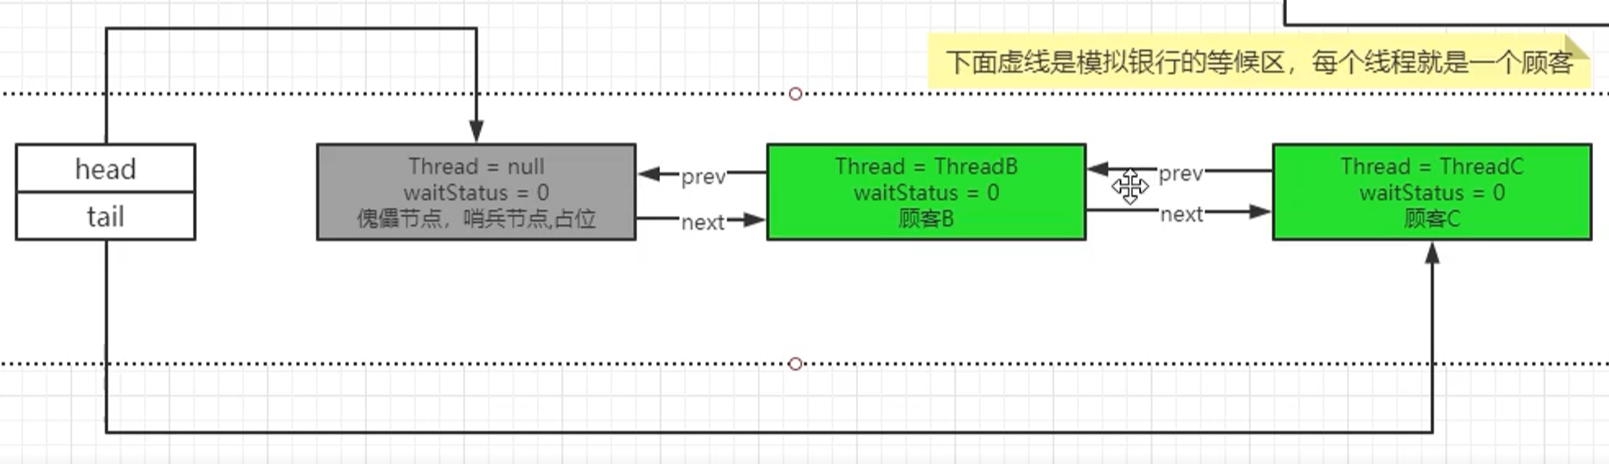 下面虚线是模拟银行的等候区，每个线程就是一个顾客
head
tail
Thread = null
waitStatus = 0
傀儡节点，哨兵节点,占位
prev
next
Thread = ThreadB
waitStatus = 0
顾客B
prev
next
Thread = ThreadC
waitStatus = 0
顾客C